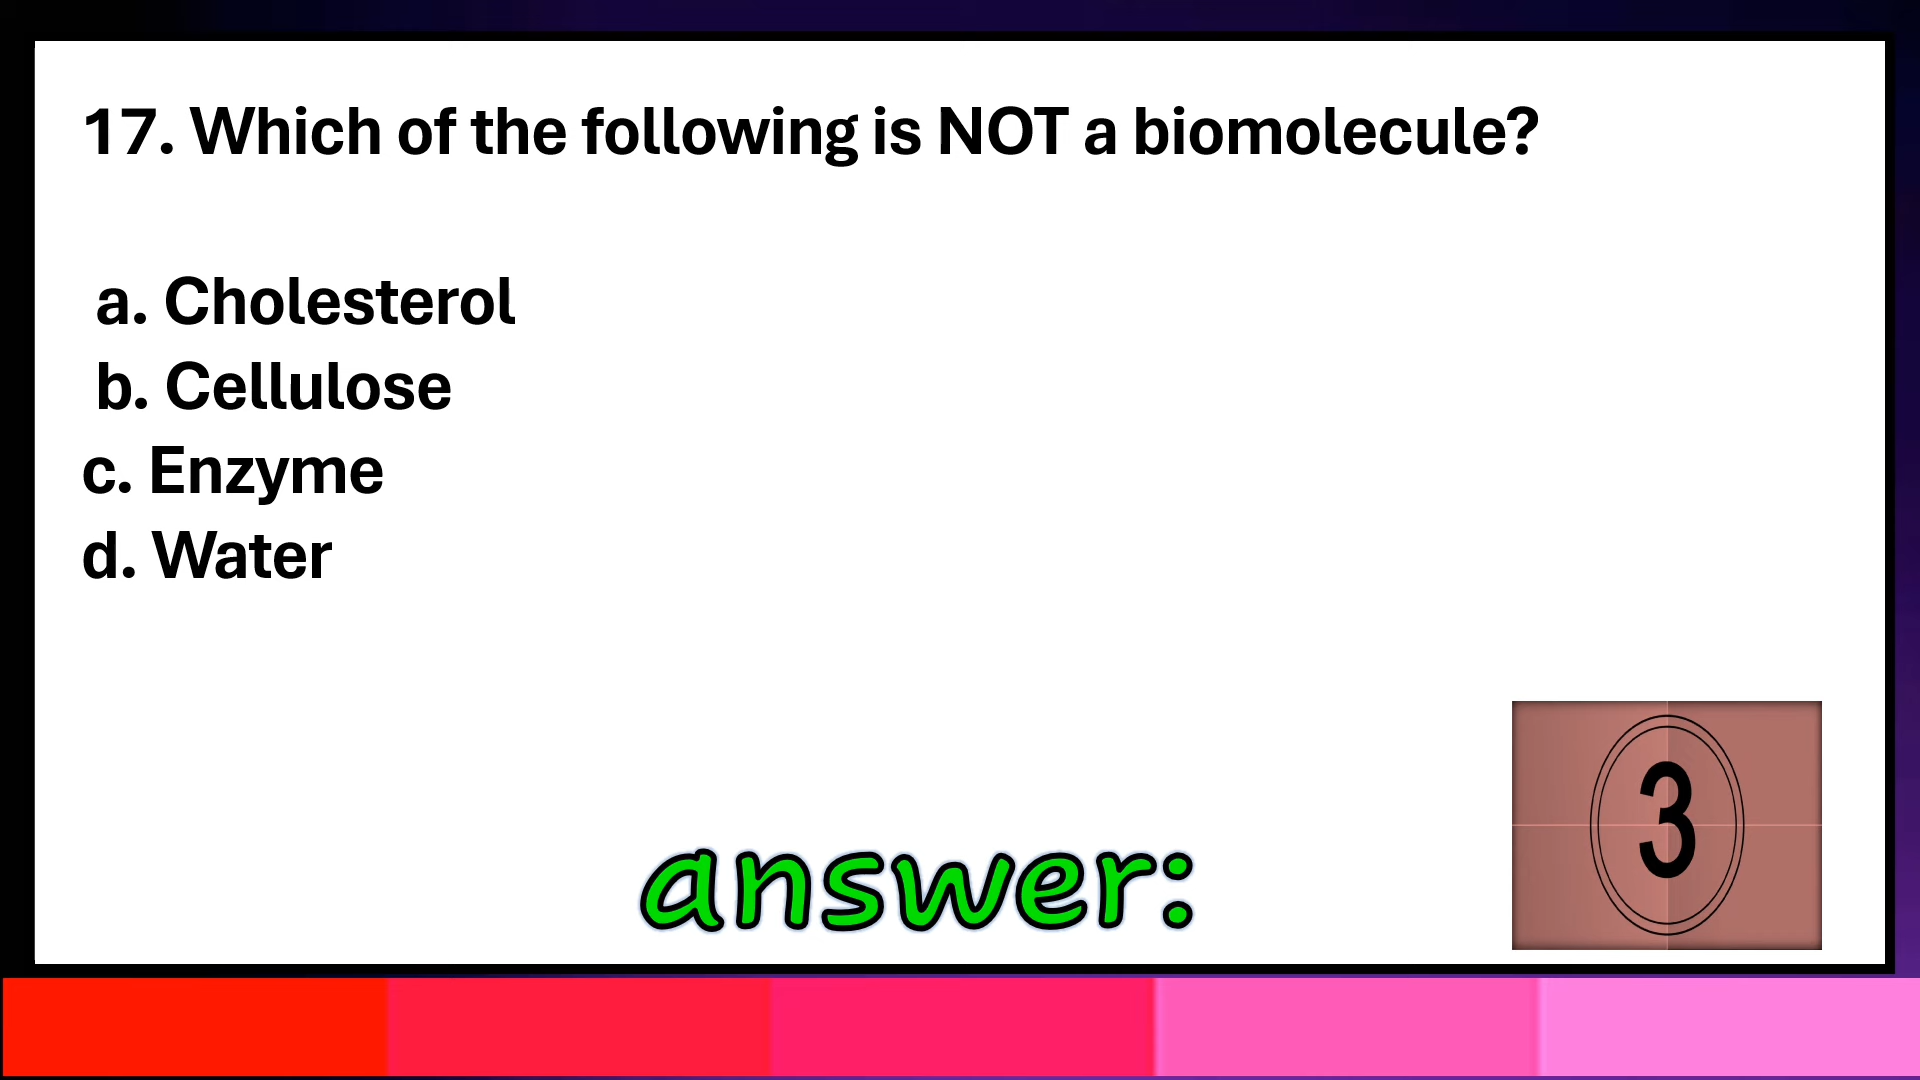 17. Which of the following is NOT a biomolecule?
a. Cholesterol
b. Cellulose
c. Enzyme
d. Water
answer:
3